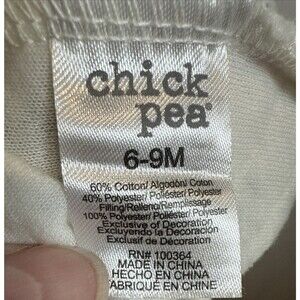 chick
pea
6-9M
60% Cotton/ Algodón/ Coton
40% Polyester/ Poliéster/ Polyester
Filling/Relleno/Remplissage
100% Polyester/ Poliéster/ Polyester
Exclusive of Decoration
Excluyendo la Decoración
Exclusif de Décoration
RN# 100364
MADE IN CHINA
HECHO EN CHINA
FABRIQUÉ EN CHINE